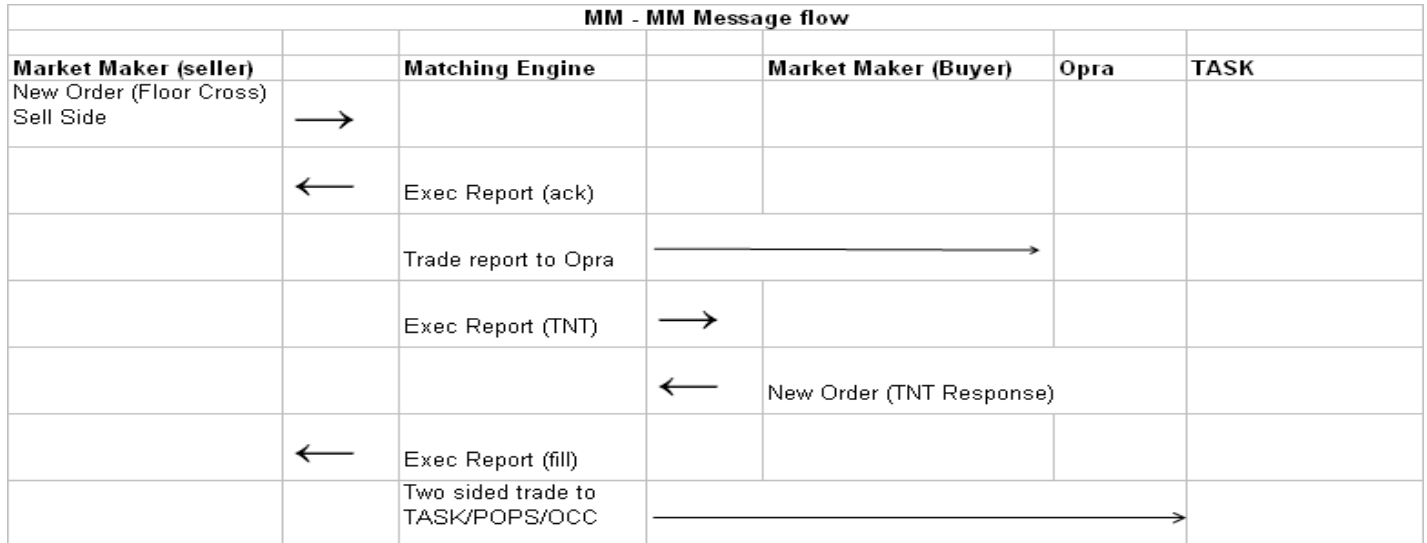 MM - MM Message flow
Market Maker (seller) Matching Engine Market Maker (Buyer) Opra TASK
New Order (Floor Cross)
Sell Side
Exec Report (ack)
Trade report to Opra
Exec Report (TNT)
New Order (TNT Response)
Exec Report (fill)
Two sided trade to
TASK/POPS/OCC